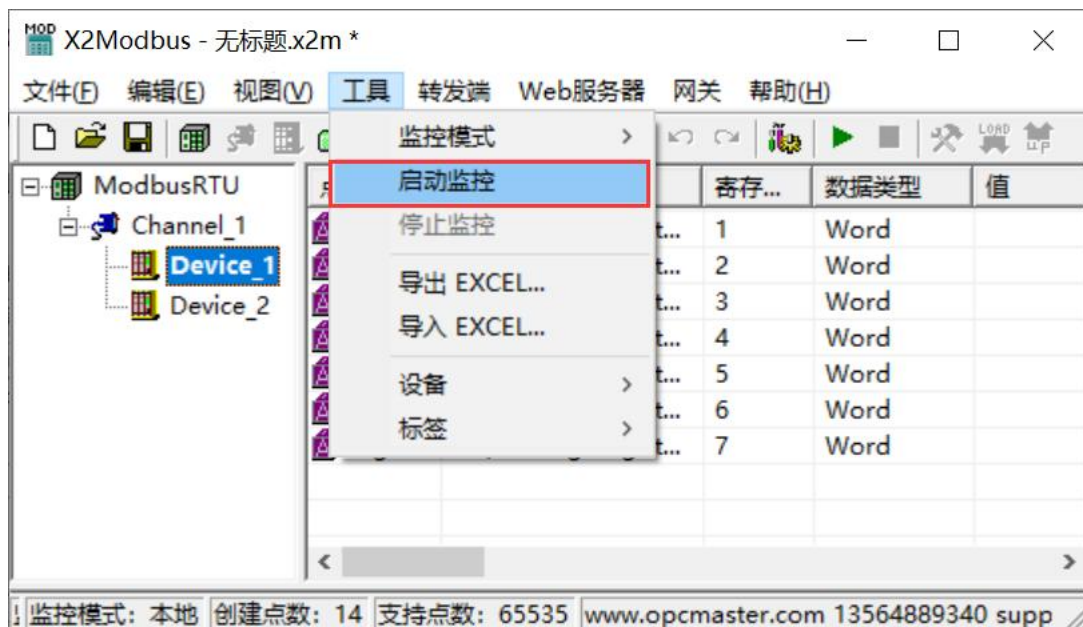 MOD X2Modbus - 无标题.x2m *
文件(F) 编辑(E) 视图(V) 工具 转发端 Web服务器 网关 帮助(H)
LOAD UP
监控模式
启动监控
停止监控
导出 EXCEL...
导入 EXCEL...
设备
标签
ModbusRTU
Channel_1
Device_1
Device_2
寄存... 数据类型 值
t... 1 Word
t... 2 Word
t... 3 Word
t... 4 Word
t... 5 Word
t... 6 Word
t... 7 Word
监控模式: 本地 创建点数: 14 支持点数: 65535 www.opcmaster.com 13564889340 supp